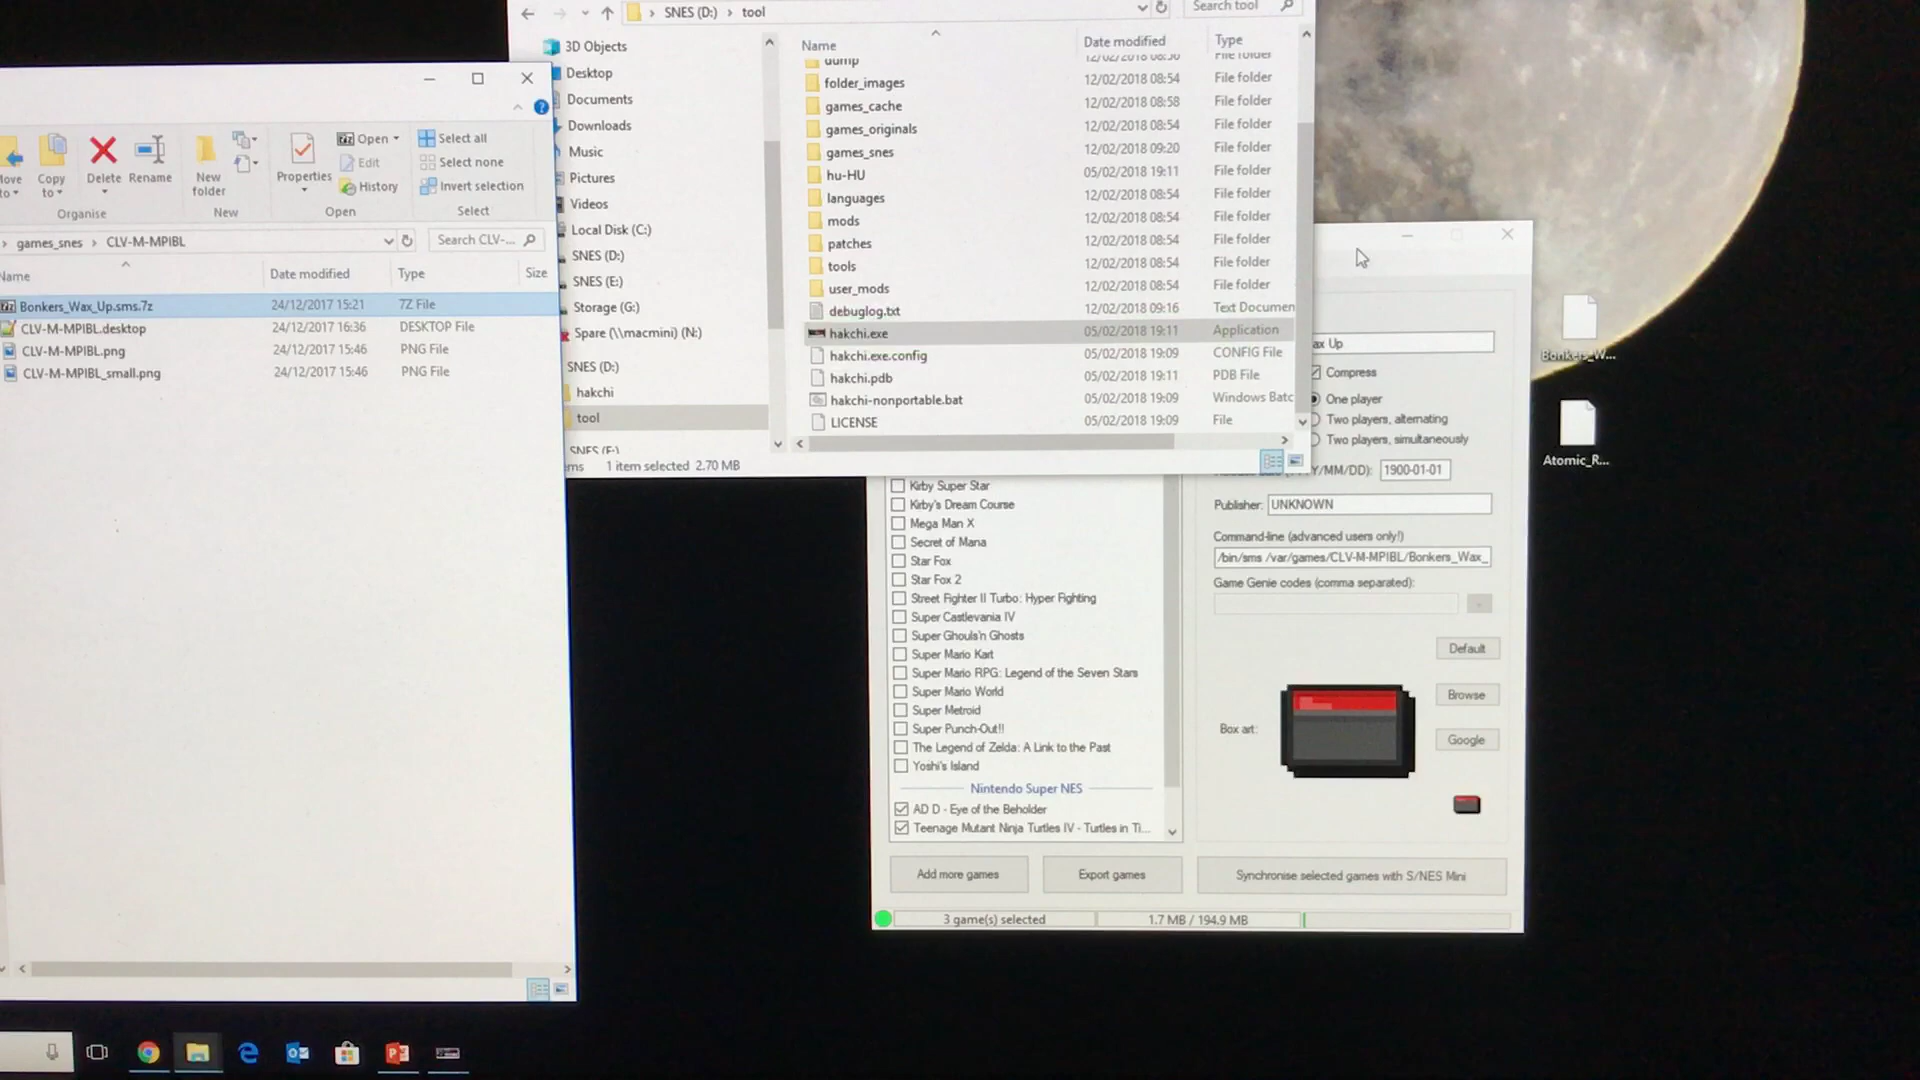 SNES (D:) › tool
Search tool
3D Objects
Desktop
Documents
Downloads
Music
Pictures
Videos
Local Disk (C:)
SNES (D:)
SNES (E:)
Storage (G:)
Spare (\\macmini) (N:)
SNES (D:)
hakchi
tool
SNES (E:)
Name Date modified Type
dump 12/02/2018 08:50 File folder
folder_images 12/02/2018 08:54 File folder
games_cache 12/02/2018 08:58 File folder
games_originals 12/02/2018 08:54 File folder
games_snes 12/02/2018 09:20 File folder
hu-HU 05/02/2018 19:11 File folder
languages 12/02/2018 08:54 File folder
mods 12/02/2018 08:54 File folder
patches 12/02/2018 08:54 File folder
tools 12/02/2018 08:54 File folder
user_mods 12/02/2018 08:54 File folder
debuglog.txt 12/02/2018 09:16 Text Documen
hakchi.exe 05/02/2018 19:11 Application
hakchi.exe.config 05/02/2018 19:09 CONFIG File
hakchi.pdb 05/02/2018 19:11 PDB File
hakchi-nonportable.bat 05/02/2018 19:09 Windows Batc
LICENSE 05/02/2018 19:09 File
ems 1 item selected 2.70 MB
Move to Copy to Delete Rename
Organise
New folder
New
Properties
Open
Edit
History
Open
Select all
Select none
Invert selection
Select
games_snes › CLV-M-MPIBL
Search CLV-...
Name Date modified Type Size
Bonkers_Wax_Up.sms.7z 24/12/2017 15:21 7Z File
CLV-M-MPIBL.desktop 24/12/2017 16:36 DESKTOP File
CLV-M-MPIBL.png 24/12/2017 15:46 PNG File
CLV-M-MPIBL_small.png 24/12/2017 15:46 PNG File
Kirby Super Star
Kirby's Dream Course
Mega Man X
Secret of Mana
Star Fox
Star Fox 2
Street Fighter II Turbo: Hyper Fighting
Super Castlevania IV
Super Ghouls'n Ghosts
Super Mario Kart
Super Mario RPG: Legend of the Seven Stars
Super Mario World
Super Metroid
Super Punch-Out!!
The Legend of Zelda: A Link to the Past
Yoshi's Island
Nintendo Super NES
AD D - Eye of the Beholder
Teenage Mutant Ninja Turtles IV - Turtles in Ti...
Add more games
Export games
3 game(s) selected
1.7 MB / 194.9 MB
ax Up
Compress
One player
Two players, alternating
Two players, simultaneously
Y/MM/DD): 1900-01-01
Publisher: UNKNOWN
Command-line (advanced users only!)
/bin/sms /var/games/CLV-M-MPIBL/Bonkers_Wax_
Game Genie codes (comma separated):
Default
Browse
Box art:
Google
Synchronise selected games with S/NES Mini
Bonkers_W...
Atomic_R...